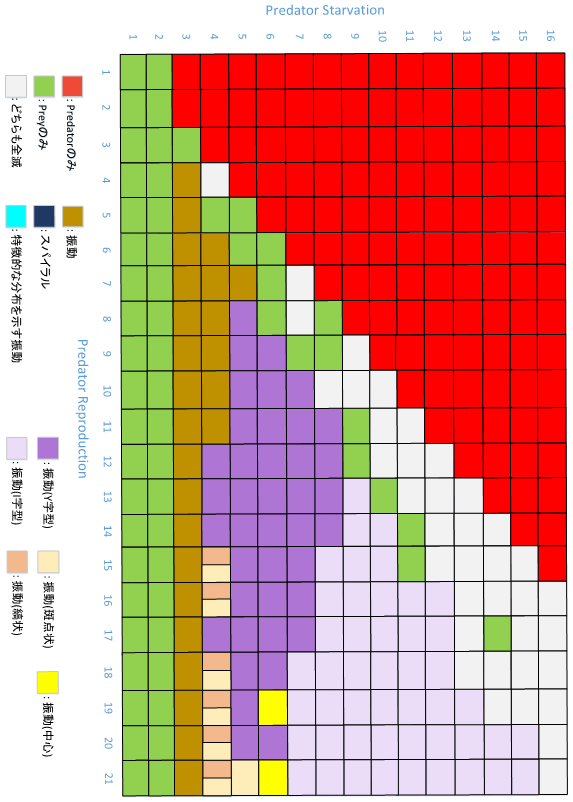 Predator Starvation
1 2 3 4 5 6 7 8 9 10 11 12 13 14 15 16
1
2
3
4
5
6
7
8
9
10
11
12
13
14
15
16
17
18
19
20
21
Predator Reproduction
: Predatorのみ
: Preyのみ
: どちらも全滅
: 振動
: スパイラル
: 特徴的な分布を示す振動
: 振動(Y字型)
: 振動(I字型)
: 振動(斑点状)
: 振動(縞状)
: 振動(中心)